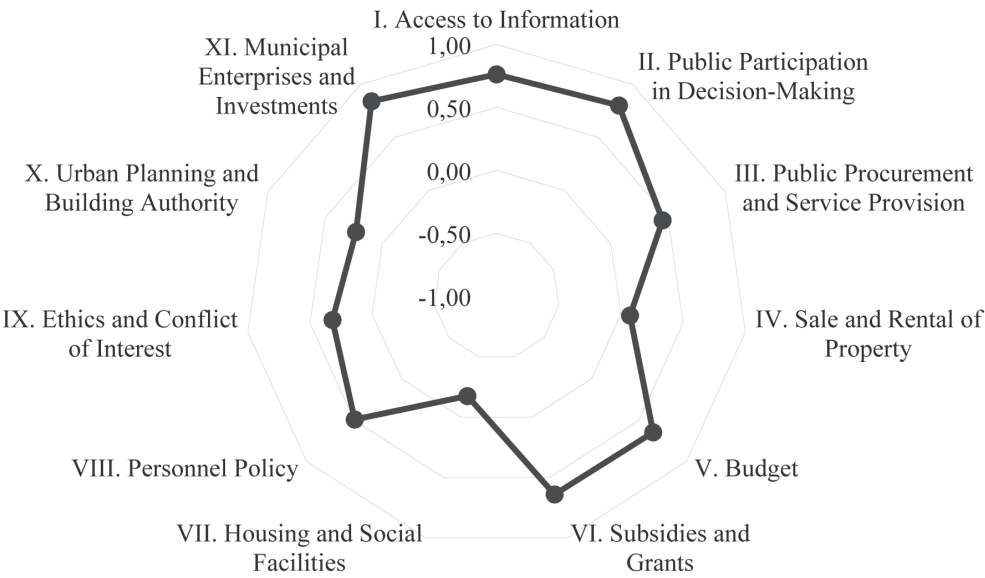 I. Access to Information
1,00
0,50
0,00
-0,50
-1,00
II. Public Participation
in Decision-Making
III. Public Procurement
and Service Provision
IV. Sale and Rental of
Property
V. Budget
VI. Subsidies and
Grants
VII. Housing and Social
Facilities
VIII. Personnel Policy
IX. Ethics and Conflict
of Interest
X. Urban Planning and
Building Authority
XI. Municipal
Enterprises and
Investments